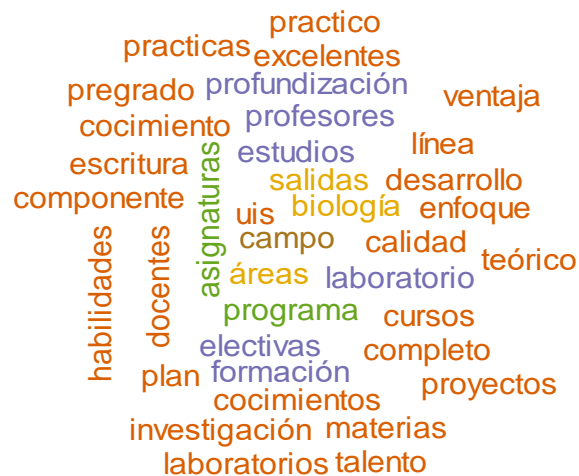 practico
practicas
excelentes
pregrado
profundización
ventaja
cocimiento
profesores
línea
escritura
asignaturas
estudios
salidas
desarrollo
componente
uis
biología
enfoque
habilidades
docentes
campo
calidad
teórico
áreas
laboratorio
programa
cursos
electivas
completo
plan
formación
proyectos
cocimientos
investigación
materias
laboratorios
talento